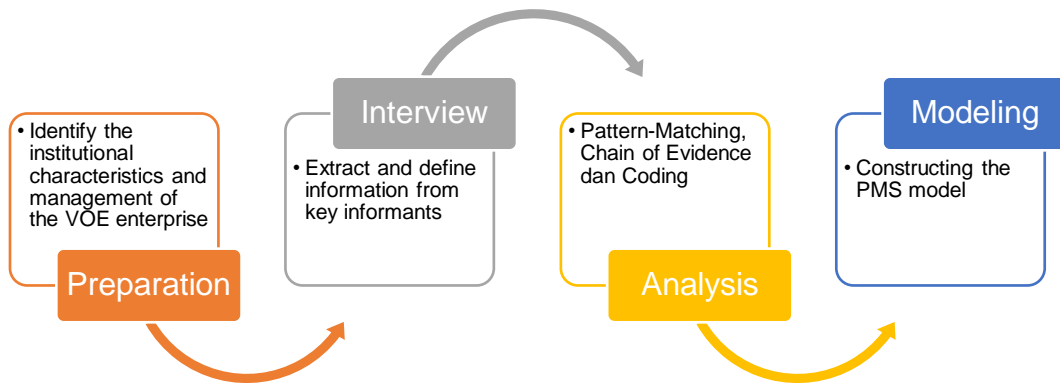 • Identify the
institutional
characteristics and
management of
the VOE enterprise
Preparation
Interview
• Extract and define
information from
key informants
• Pattern-Matching,
Chain of Evidence
dan Coding
Analysis
Modeling
• Constructing the
PMS model